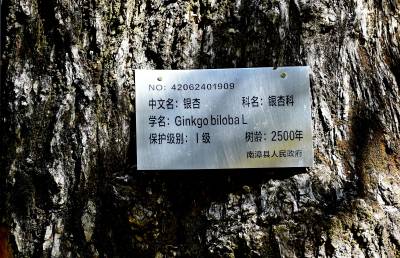 NO: 42062401909
中文名：银杏 科名：银杏科
学名：Ginkgo biloba L
保护级别：Ⅰ级 树龄：2500年
南漳县人民政府